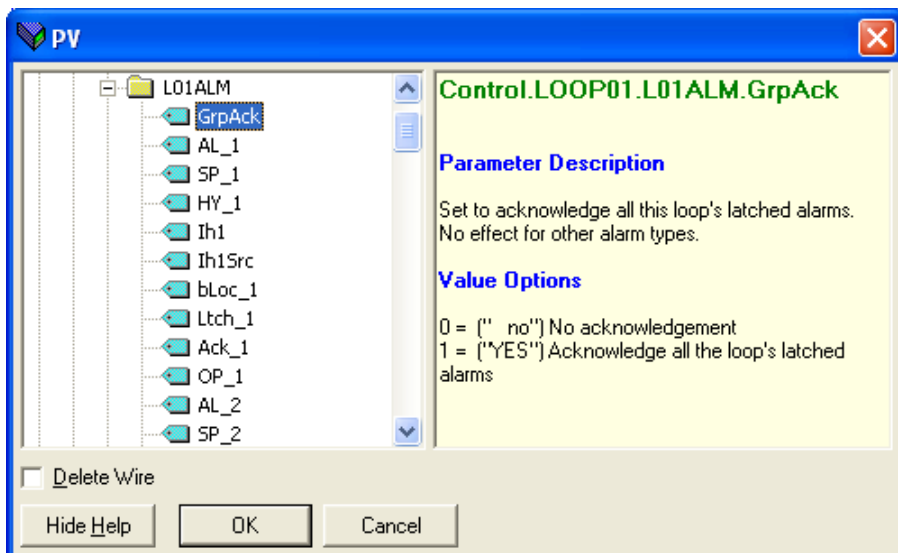 PV
L01ALM
GrpAck
AL_1
SP_1
HY_1
Ih1
Ih1Src
bLoc_1
Ltch_1
Ack_1
OP_1
AL_2
SP_2
Control.LOOP01.L01ALM.GrpAck
Parameter Description
Set to acknowledge all this loop's latched alarms.
No effect for other alarm types.
Value Options
0 = ("   no") No acknowledgement
1 = ("YES") Acknowledge all the loop's latched
alarms
Delete Wire
Hide Help
OK
Cancel